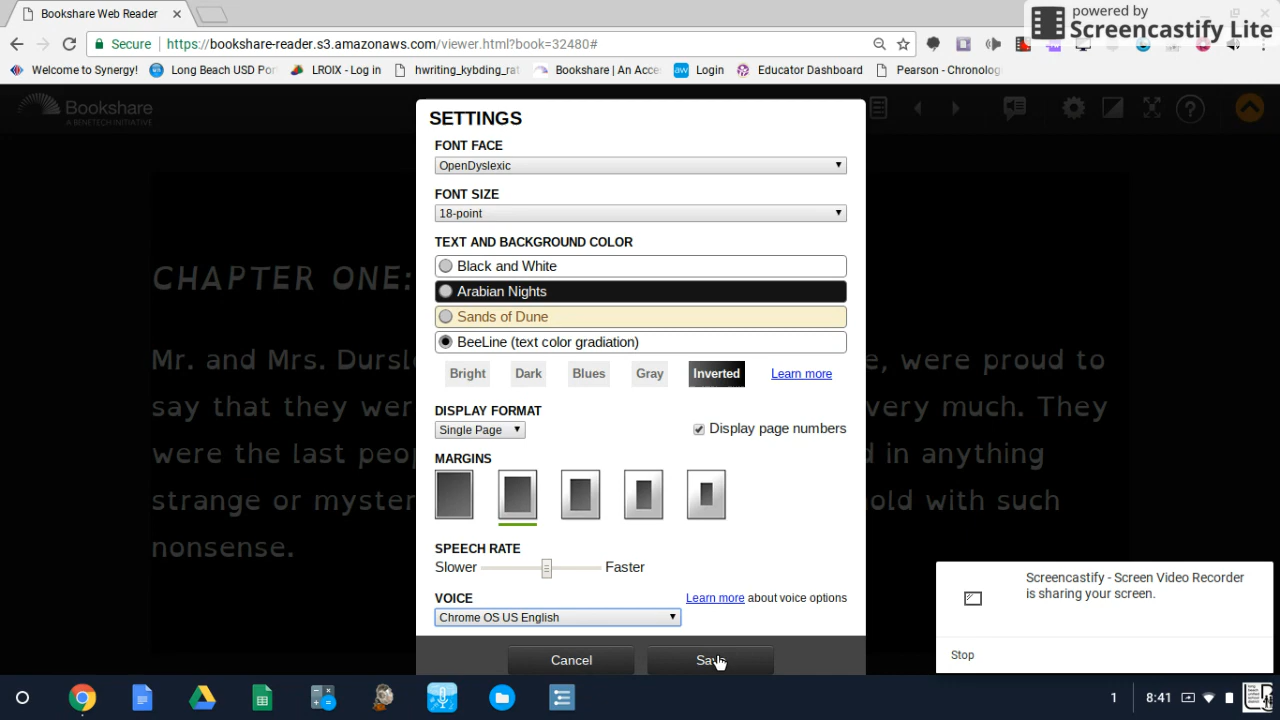 Bookshare Web Reader
powered by
Screencastify Lite
Secure https://bookshare-reader.s3.amazonaws.com/viewer.html?book=32480#
Welcome to Synergy! Long Beach USD Por LROIX - Log In hwriting_kybding_rat Bookshare | An Acce Login Educator Dashboard Pearson - Chronolog
Bookshare
A BENETECH INITIATIVE
SETTINGS
FONT FACE
OpenDyslexic
FONT SIZE
18-point
TEXT AND BACKGROUND COLOR
Black and White
Arabian Nights
Sands of Dune
BeeLine (text color gradiation)
Bright Dark Blues Gray Inverted Learn more
DISPLAY FORMAT
Single Page Display page numbers
MARGINS
SPEECH RATE
Slower Faster
VOICE Learn more about voice options
Chrome OS US English
Cancel Save
CHAPTER ONE:
Mr. and Mrs. Dursl e, were proud to
say that they wer very much. They
were the last peop d in anything
strange or myster old with such
nonsense.
Screencastify - Screen Video Recorder
is sharing your screen.
Stop
1 8:41